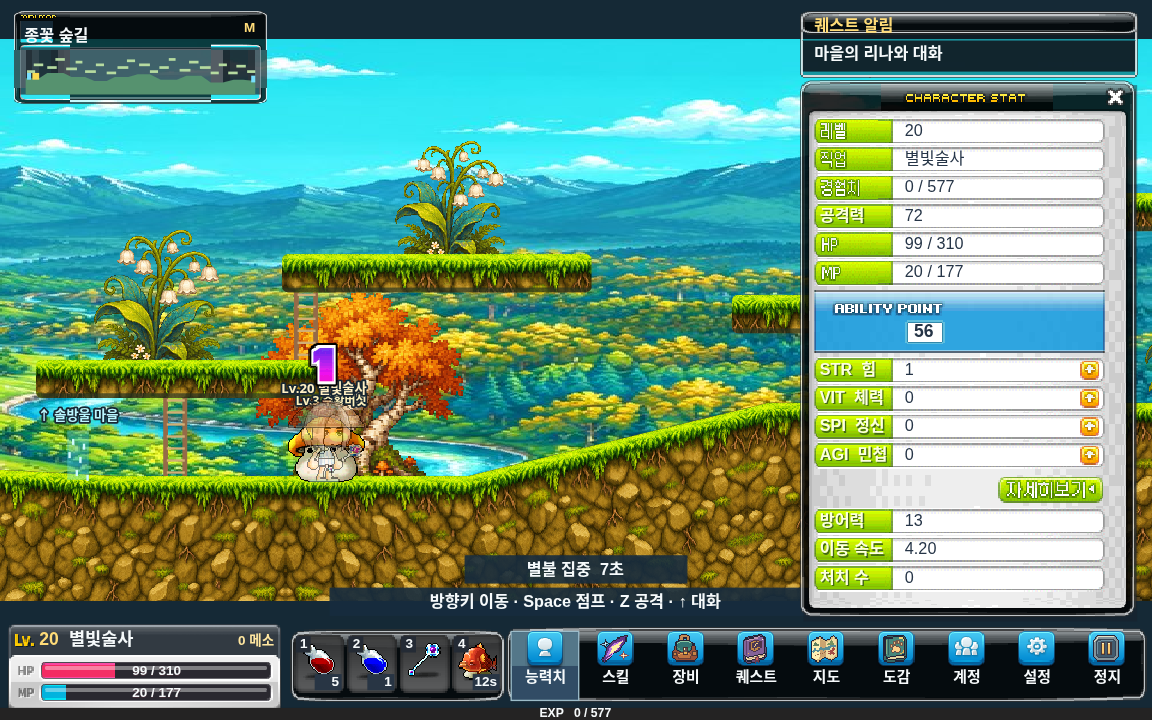 종꽃 숲길
M
퀘스트 알림
마을의 리나와 대화
CHARACTER STAT
레벨 20
직업 별빛술사
경험치 0 / 577
공격력 72
HP 99 / 310
MP 20 / 177
ABILITY POINT
56
STR 힘 1
VIT 체력 0
SPI 정신 0
AGI 민첩 0
자세히보기
방어력 13
이동 속도 4.20
처치 수 0
1
Lv.20 별빛술사
Lv.3
↑ 솔방울 마을
별불 집중 7초
방향키 이동 · Space 점프 · Z 공격 · ↑ 대화
Lv. 20 별빛술사 0 메소
HP 99 / 310
MP 20 / 177
1 5
2 1
3
4 12s
능력치 스킬 장비 퀘스트 지도 도감 계정 설정 정지
EXP 0 / 577